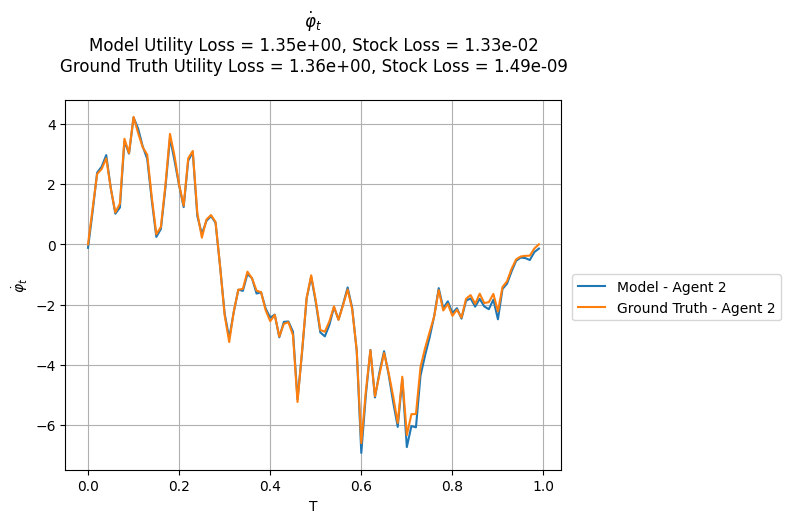 φ̇ₜ
Model Utility Loss = 1.35e+00, Stock Loss = 1.33e-02
Ground Truth Utility Loss = 1.36e+00, Stock Loss = 1.49e-09
4
2
0
−2
−4
−6
φ̇ₜ
0.0 0.2 0.4 0.6 0.8 1.0
T
Model - Agent 2
Ground Truth - Agent 2